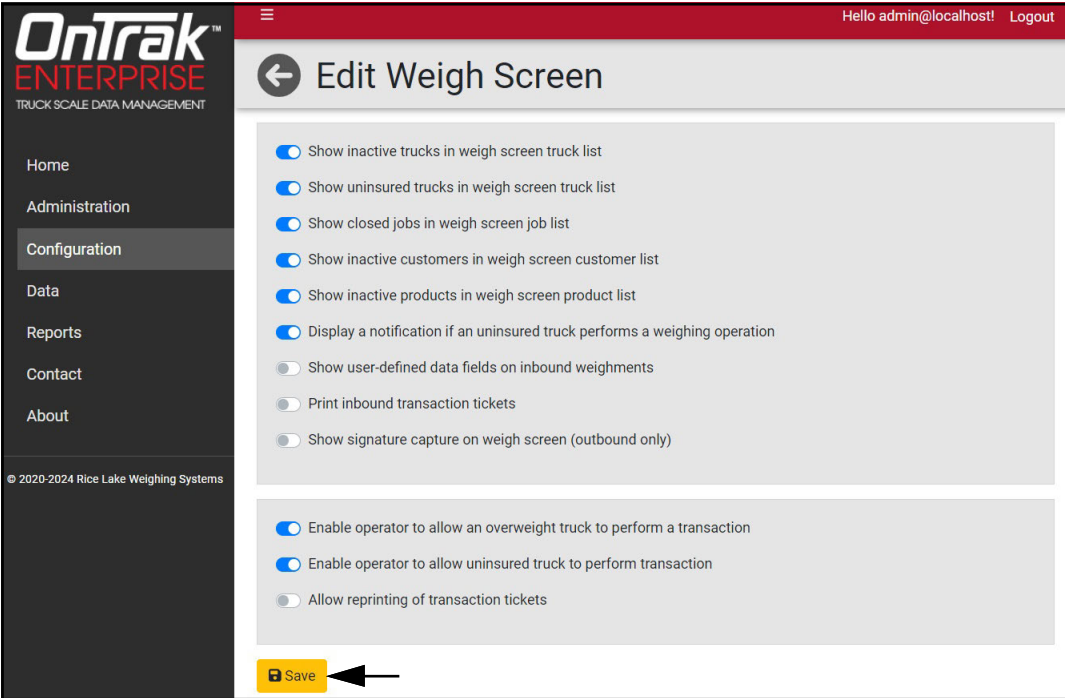 OnTrak™
ENTERPRISE
TRUCK SCALE DATA MANAGEMENT
Home
Administration
Configuration
Data
Reports
Contact
About
© 2020-2024 Rice Lake Weighing Systems
Hello admin@localhost! Logout
Edit Weigh Screen
Show inactive trucks in weigh screen truck list
Show uninsured trucks in weigh screen truck list
Show closed jobs in weigh screen job list
Show inactive customers in weigh screen customer list
Show inactive products in weigh screen product list
Display a notification if an uninsured truck performs a weighing operation
Show user-defined data fields on inbound weighments
Print inbound transaction tickets
Show signature capture on weigh screen (outbound only)
Enable operator to allow an overweight truck to perform a transaction
Enable operator to allow uninsured truck to perform transaction
Allow reprinting of transaction tickets
Save